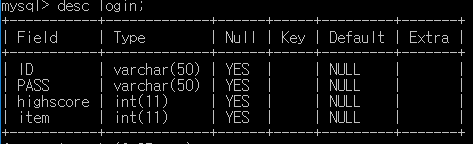 mysql> desc login;
+-----------+-------------+------+-----+---------+-------+
| Field | Type | Null | Key | Default | Extra |
+-----------+-------------+------+-----+---------+-------+
| ID | varchar(50) | YES | | NULL | |
| PASS | varchar(50) | YES | | NULL | |
| highscore | int(11) | YES | | NULL | |
| item | int(11) | YES | | NULL | |
+-----------+-------------+------+-----+---------+-------+